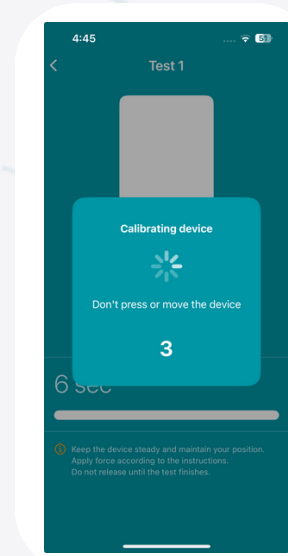 4:45
51
Test 1
Calibrating device
Don't press or move the device
3
6 sec
Keep the device steady and maintain your position.
Apply force according to the instructions.
Do not release until the test finishes.